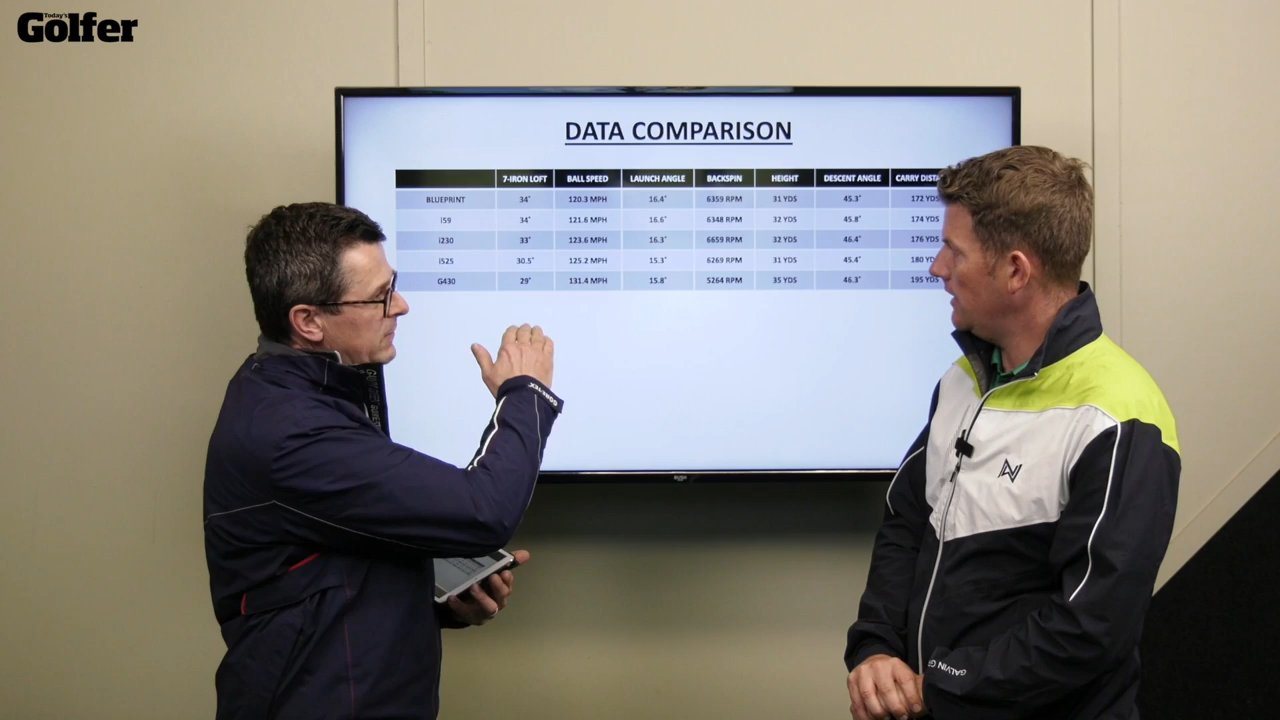 Today's
Golfer
DATA COMPARISON
7-IRON LOFT BALL SPEED LAUNCH ANGLE BACKSPIN HEIGHT DESCENT ANGLE CARRY
BLUEPRINT 34° 120.3 MPH 16.4° 6359 RPM 31 YDS 45.3° 172 YDS
i59 34° 121.6 MPH 16.6° 6348 RPM 32 YDS 45.8° 174 YDS
i230 33° 123.6 MPH 16.3° 6659 RPM 32 YDS 46.4° 176 YDS
i525 30.5° 125.2 MPH 15.3° 6269 RPM 31 YDS 45.4° 180 YDS
G430 29° 131.4 MPH 15.8° 5264 RPM 35 YDS 46.3° 195 YDS
GORE-TEX
GALVIN